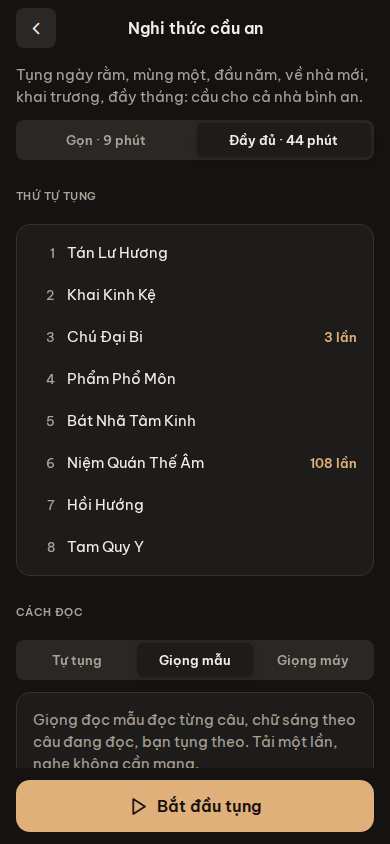 Nghi thức cầu an
Tụng ngày rằm, mùng một, đầu năm, về nhà mới,
khai trương, đầy tháng: cầu cho cả nhà bình an.
Gọn · 9 phút
Đầy đủ · 44 phút
THỨ TỰ TỤNG
1 Tán Lư Hương
2 Khai Kinh Kệ
3 Chú Đại Bi 3 lần
4 Phẩm Phổ Môn
5 Bát Nhã Tâm Kinh
6 Niệm Quán Thế Âm 108 lần
7 Hồi Hướng
8 Tam Quy Y
CÁCH ĐỌC
Tự tụng
Giọng mẫu
Giọng máy
Giọng đọc mẫu đọc từng câu, chữ sáng theo
câu đang đọc, bạn tụng theo. Tải một lần,
nghe không cần mạng.
Bắt đầu tụng